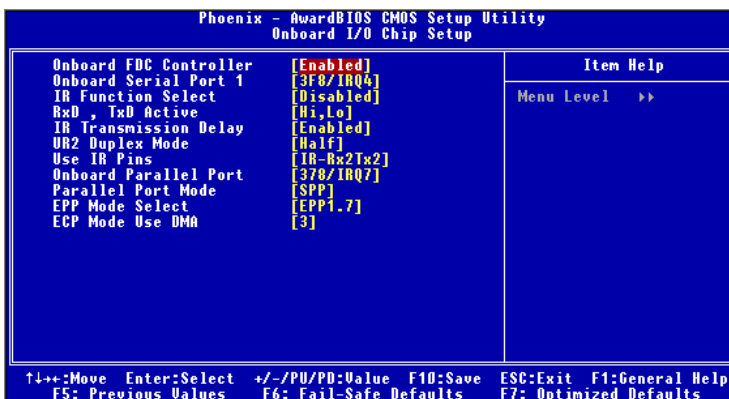 Phoenix - AwardBIOS CMOS Setup Utility
Onboard I/O Chip Setup
Onboard FDC Controller [Enabled]
Onboard Serial Port 1 [3F8/IRQ4]
IR Function Select [Disabled]
RxD , TxD Active [Hi,Lo]
IR Transmission Delay [Enabled]
UR2 Duplex Mode [Half]
Use IR Pins [IR-Rx2Tx2]
Onboard Parallel Port [378/IRQ7]
Parallel Port Mode [SPP]
EPP Mode Select [EPP1.7]
ECP Mode Use DMA [3]
Item Help
Menu Level ▸▸
↑↓→←:Move Enter:Select +/-/PU/PD:Value F10:Save ESC:Exit F1:General Help
F5: Previous Values F6: Fail-Safe Defaults F7: Optimized Defaults